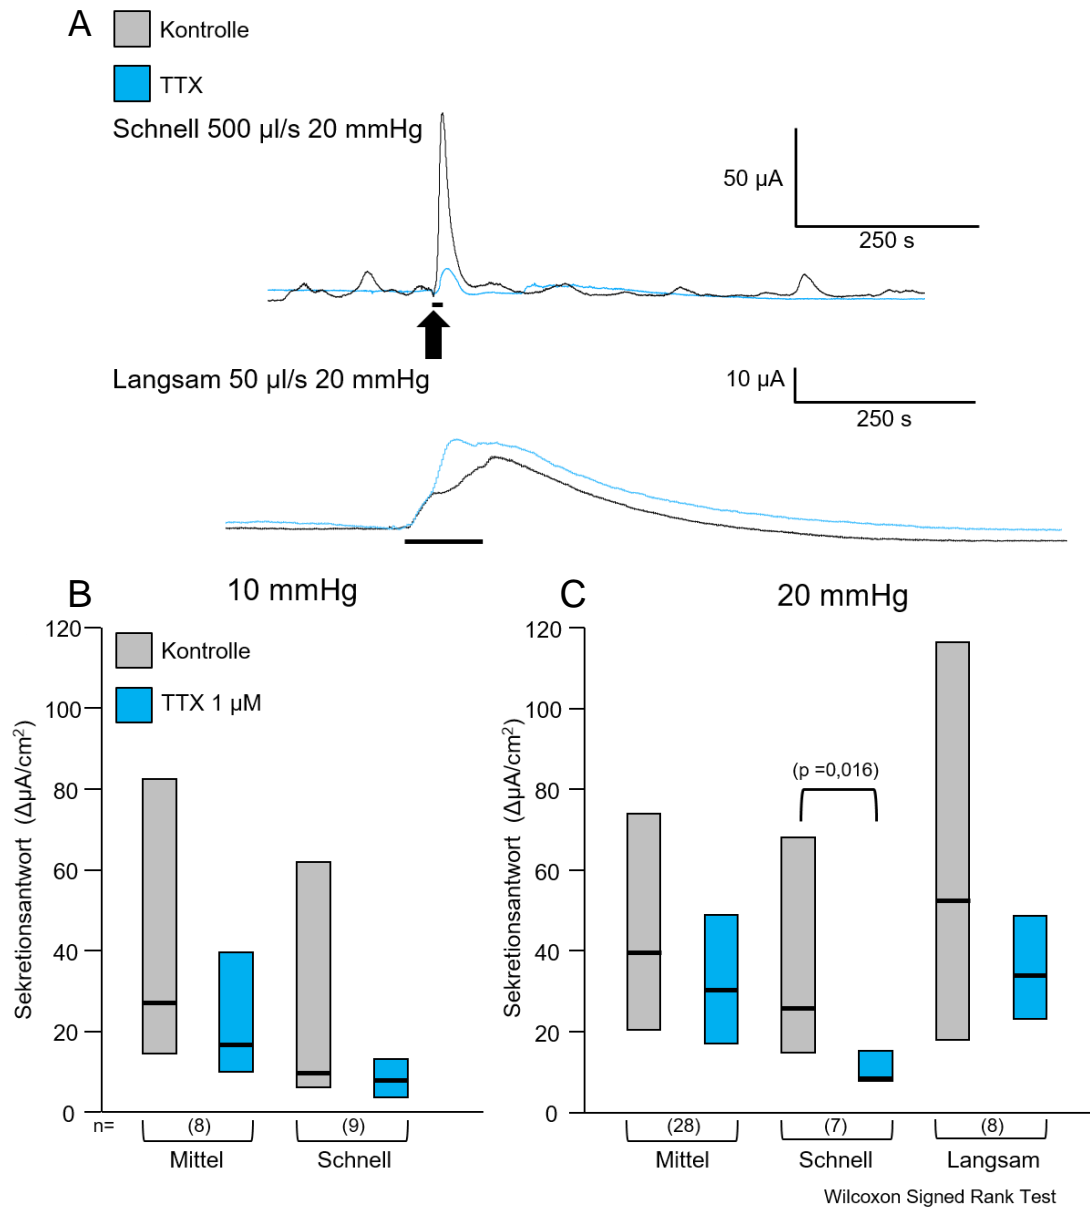 A
Kontrolle
TTX
Schnell 500 µl/s 20 mmHg
50 µA
250 s
Langsam 50 µl/s 20 mmHg
10 µA
250 s
B
10 mmHg
Kontrolle
TTX 1 µM
Sekretionsantwort (ΔµA/cm²)
120
100
80
60
40
20
0
n=
(8)
(9)
Mittel
Schnell
C
20 mmHg
Sekretionsantwort (ΔµA/cm²)
120
100
80
60
40
20
0
(p =0,016)
(28)
(7)
(8)
Mittel
Schnell
Langsam
Wilcoxon Signed Rank Test